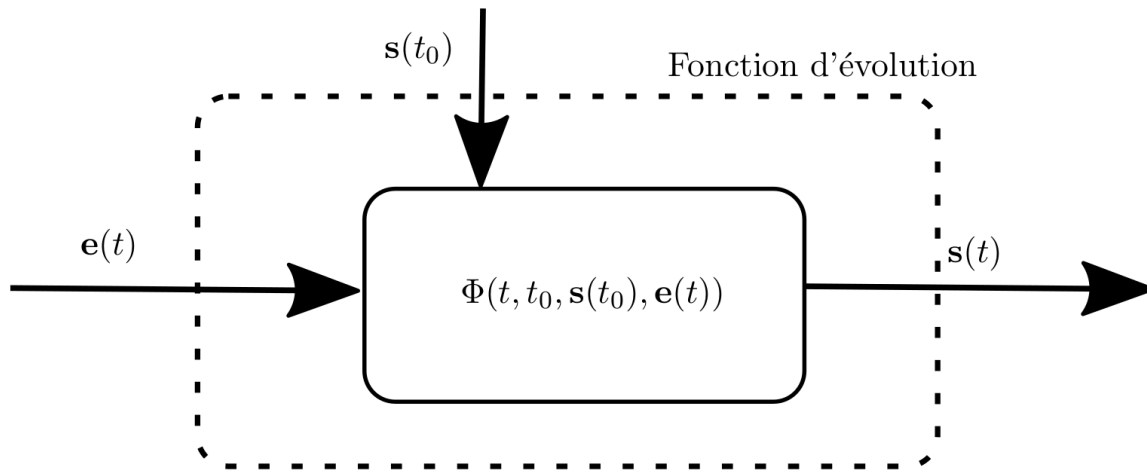 s(t₀)
Fonction d'évolution
e(t)
s(t)
Φ(t, t₀, s(t₀), e(t))